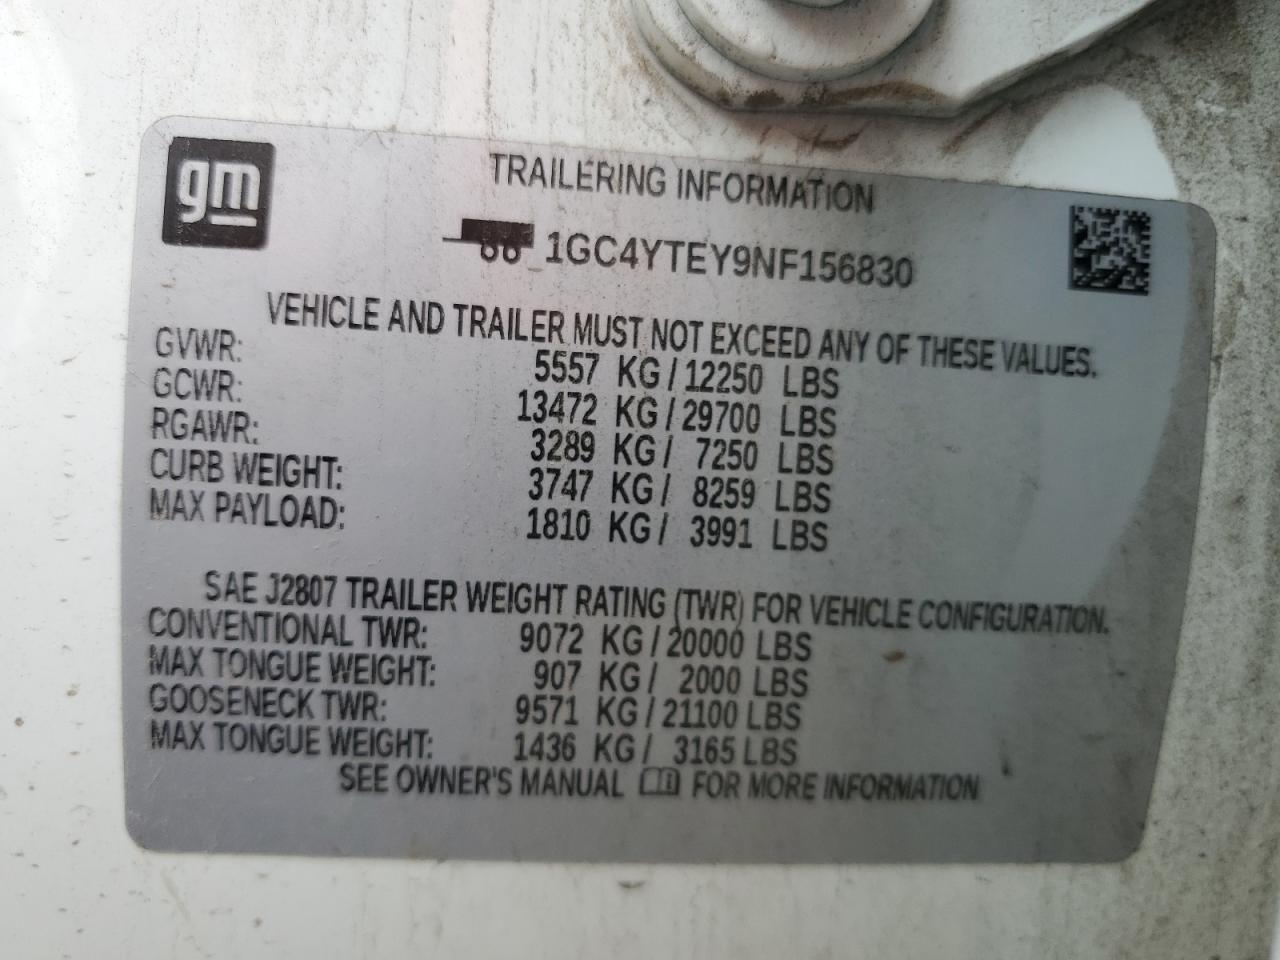 gm
TRAILERING INFORMATION
1GC4YTEY9NF156830
VEHICLE AND TRAILER MUST NOT EXCEED ANY OF THESE VALUES.
GVWR: 5557 KG/12250 LBS
GCWR: 13472 KG/29700 LBS
RGAWR: 3289 KG/ 7250 LBS
CURB WEIGHT: 3747 KG/ 8259 LBS
MAX PAYLOAD: 1810 KG/ 3991 LBS
SAE J2807 TRAILER WEIGHT RATING (TWR) FOR VEHICLE CONFIGURATION.
CONVENTIONAL TWR: 9072 KG/20000 LBS
MAX TONGUE WEIGHT: 907 KG/ 2000 LBS
GOOSENECK TWR: 9571 KG/21100 LBS
MAX TONGUE WEIGHT: 1436 KG/ 3165 LBS
SEE OWNER'S MANUAL FOR MORE INFORMATION